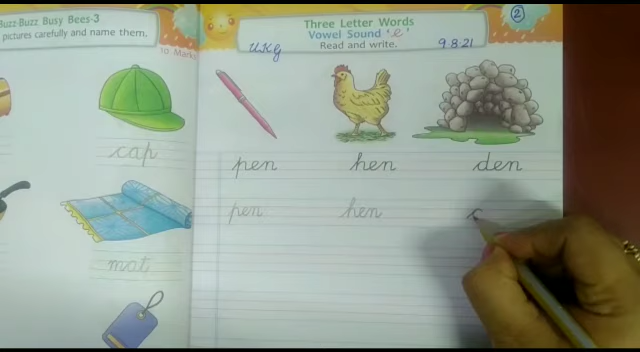 Buzz-Buzz Busy Bees-3
pictures carefully and name them.
10 Marks
cap
mat
2
Three Letter Words
Vowel Sound 'e'
Read and write.
UKG
9.8.21
pen hen den
pen hen